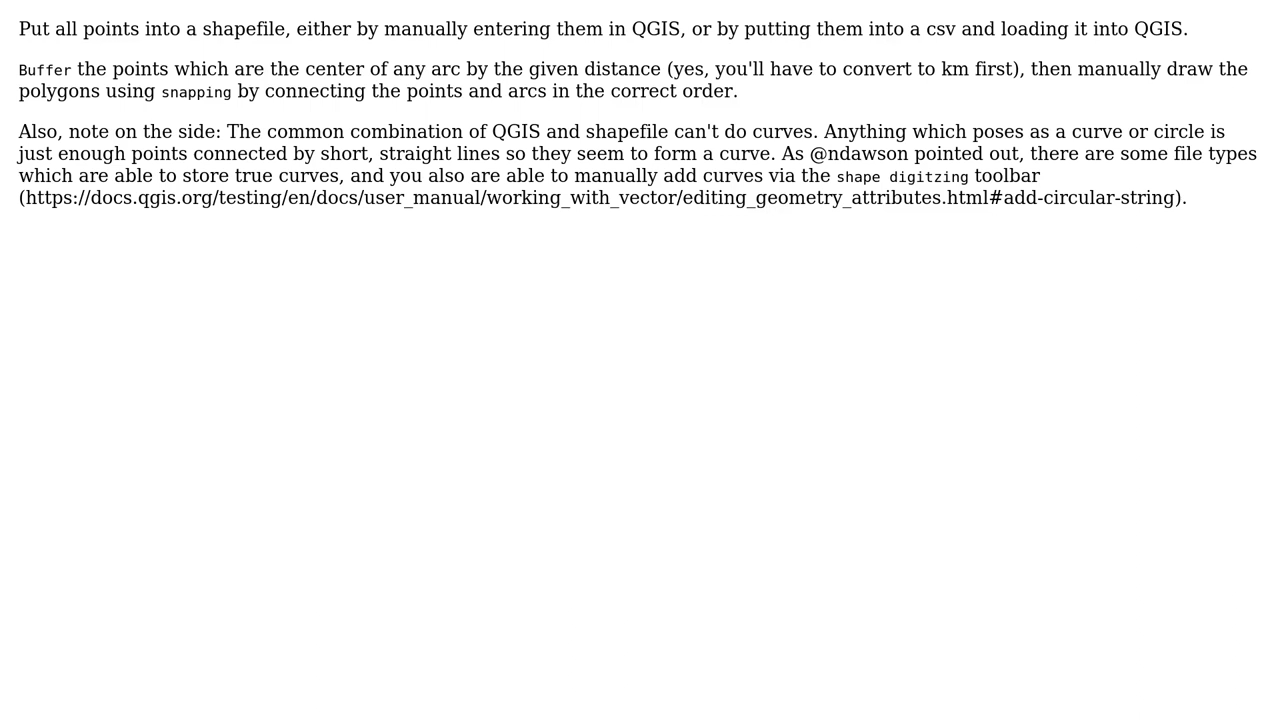 Put all points into a shapefile, either by manually entering them in QGIS, or by putting them into a csv and loading it into QGIS.
Buffer the points which are the center of any arc by the given distance (yes, you'll have to convert to km first), then manually draw the
polygons using snapping by connecting the points and arcs in the correct order.
Also, note on the side: The common combination of QGIS and shapefile can't do curves. Anything which poses as a curve or circle is
just enough points connected by short, straight lines so they seem to form a curve. As @ndawson pointed out, there are some file types
which are able to store true curves, and you also are able to manually add curves via the shape digitzing toolbar
(https://docs.qgis.org/testing/en/docs/user_manual/working_with_vector/editing_geometry_attributes.html#add-circular-string).